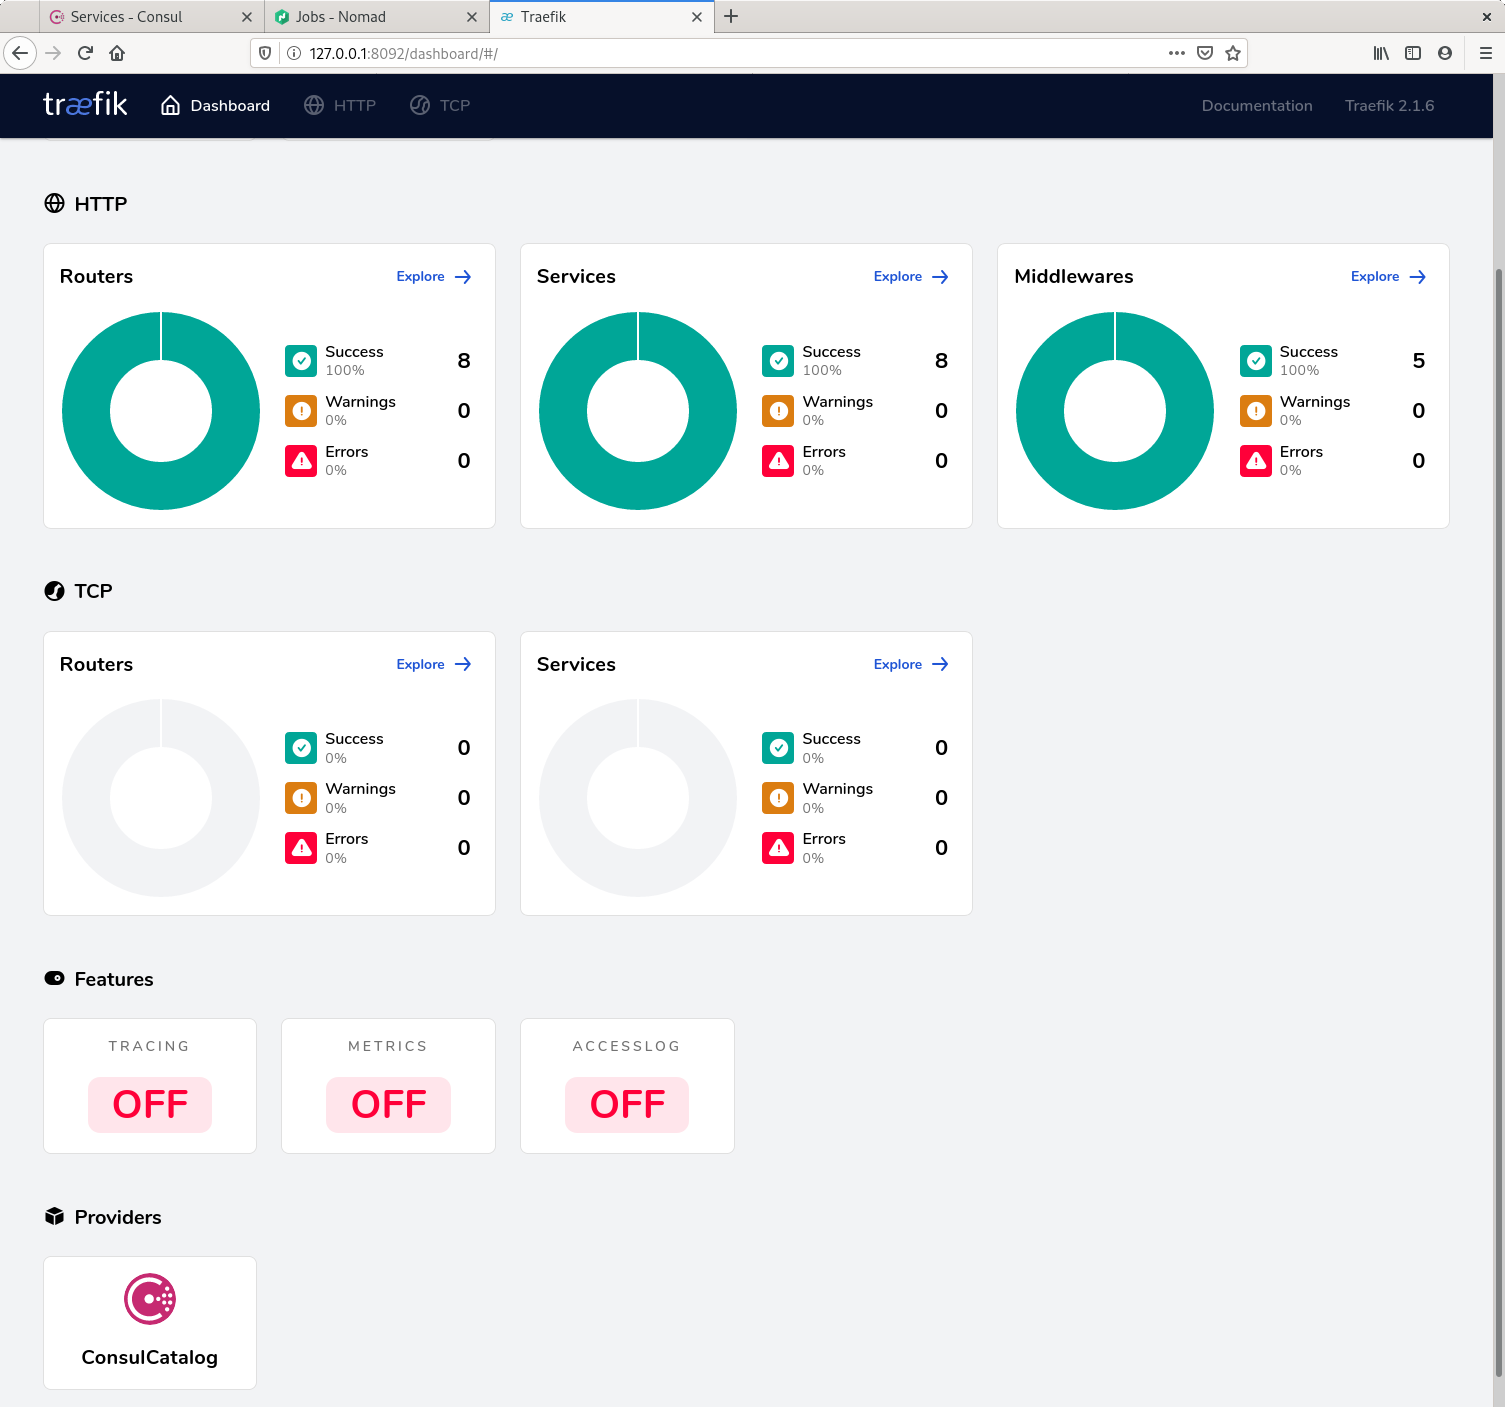 Services - Consul
Jobs - Nomad
æ Traefik
127.0.0.1:8092/dashboard/#/
træfik
Dashboard
HTTP
TCP
Documentation
Traefik 2.1.6
HTTP
Routers
Explore
Success
100%
8
Warnings
0%
0
Errors
0%
0
Services
Explore
Success
100%
8
Warnings
0%
0
Errors
0%
0
Middlewares
Explore
Success
100%
5
Warnings
0%
0
Errors
0%
0
TCP
Routers
Explore
Success
0%
0
Warnings
0%
0
Errors
0%
0
Services
Explore
Success
0%
0
Warnings
0%
0
Errors
0%
0
Features
TRACING
OFF
METRICS
OFF
ACCESSLOG
OFF
Providers
ConsulCatalog